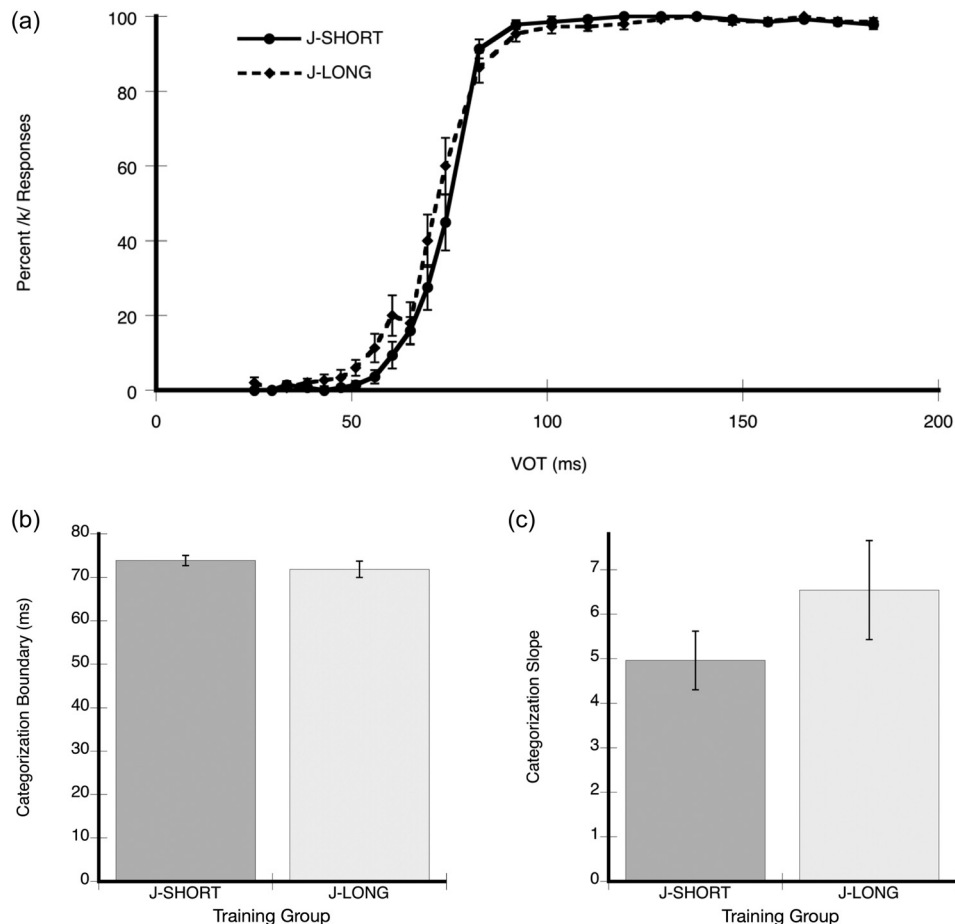 (a)
J-SHORT
J-LONG
Percent /k/ Responses
100
80
60
40
20
0
0
50
100
150
200
VOT (ms)
(b)
Categorization Boundary (ms)
80
70
60
50
40
30
20
10
0
J-SHORT
J-LONG
Training Group
(c)
Categorization Slope
7
6
5
4
3
2
1
0
J-SHORT
J-LONG
Training Group